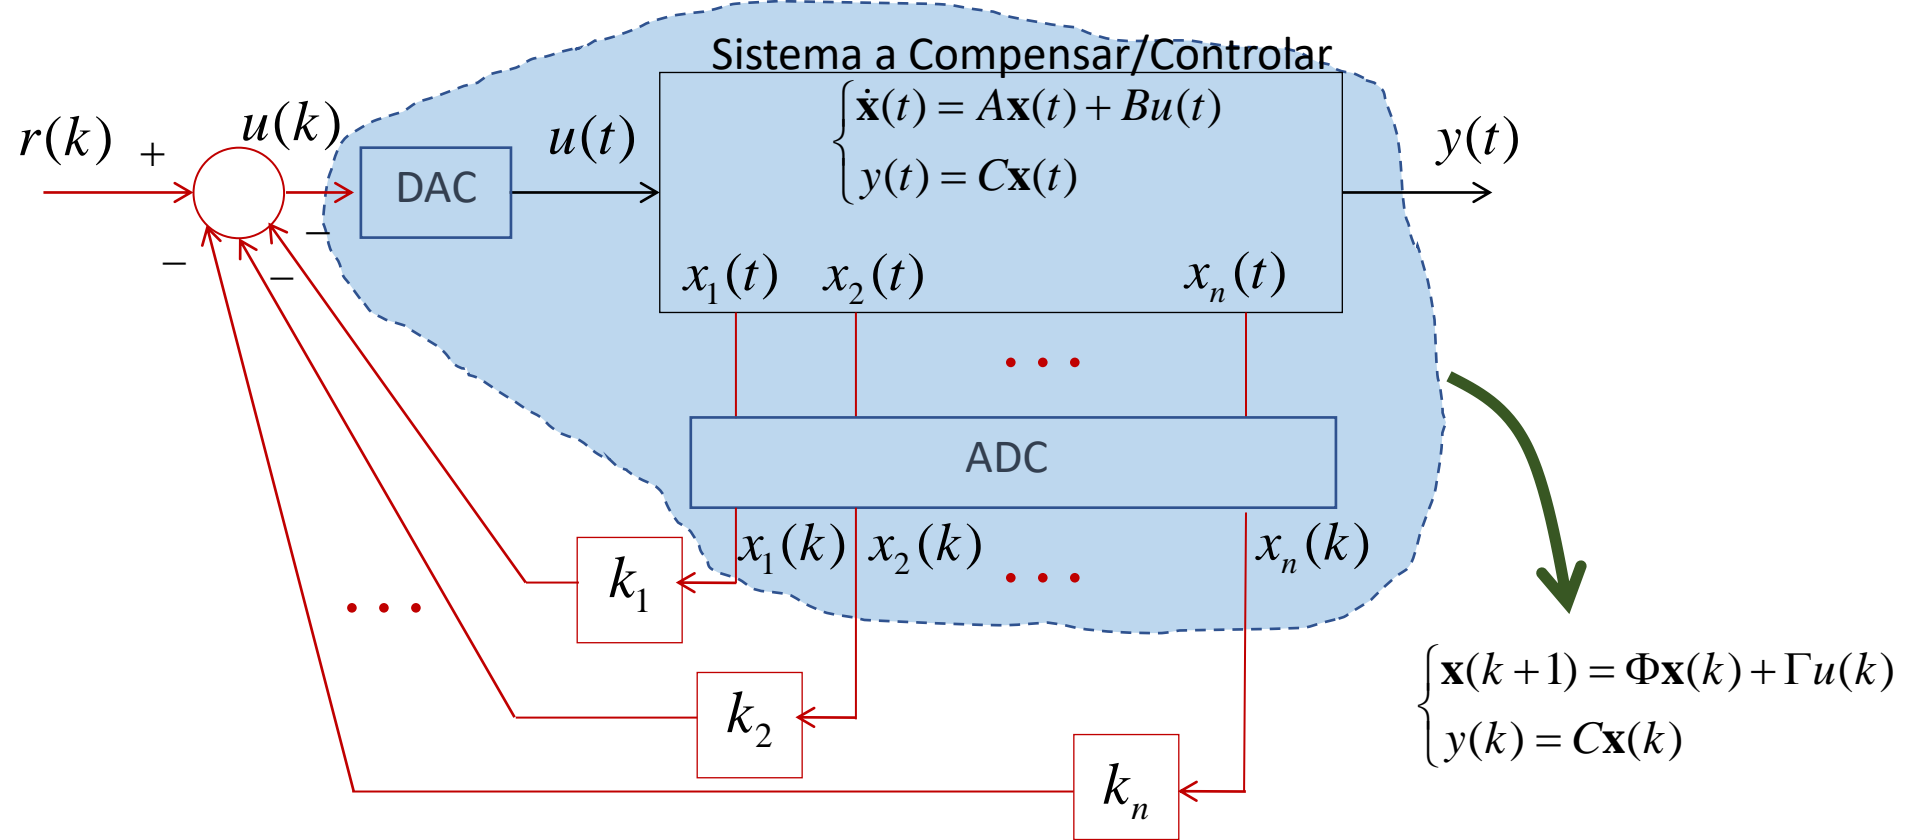 Sistema a Compensar/Controlar
ẋ(t) = Ax(t) + Bu(t)
y(t) = Cx(t)
r(k)
+
u(k)
DAC
u(t)
y(t)
−
−
−
x₁(t) x₂(t) xₙ(t)
...
ADC
x₁(k) x₂(k) xₙ(k)
...
k₁
...
k₂
kₙ
x(k+1) = Φx(k) + Γu(k)
y(k) = Cx(k)